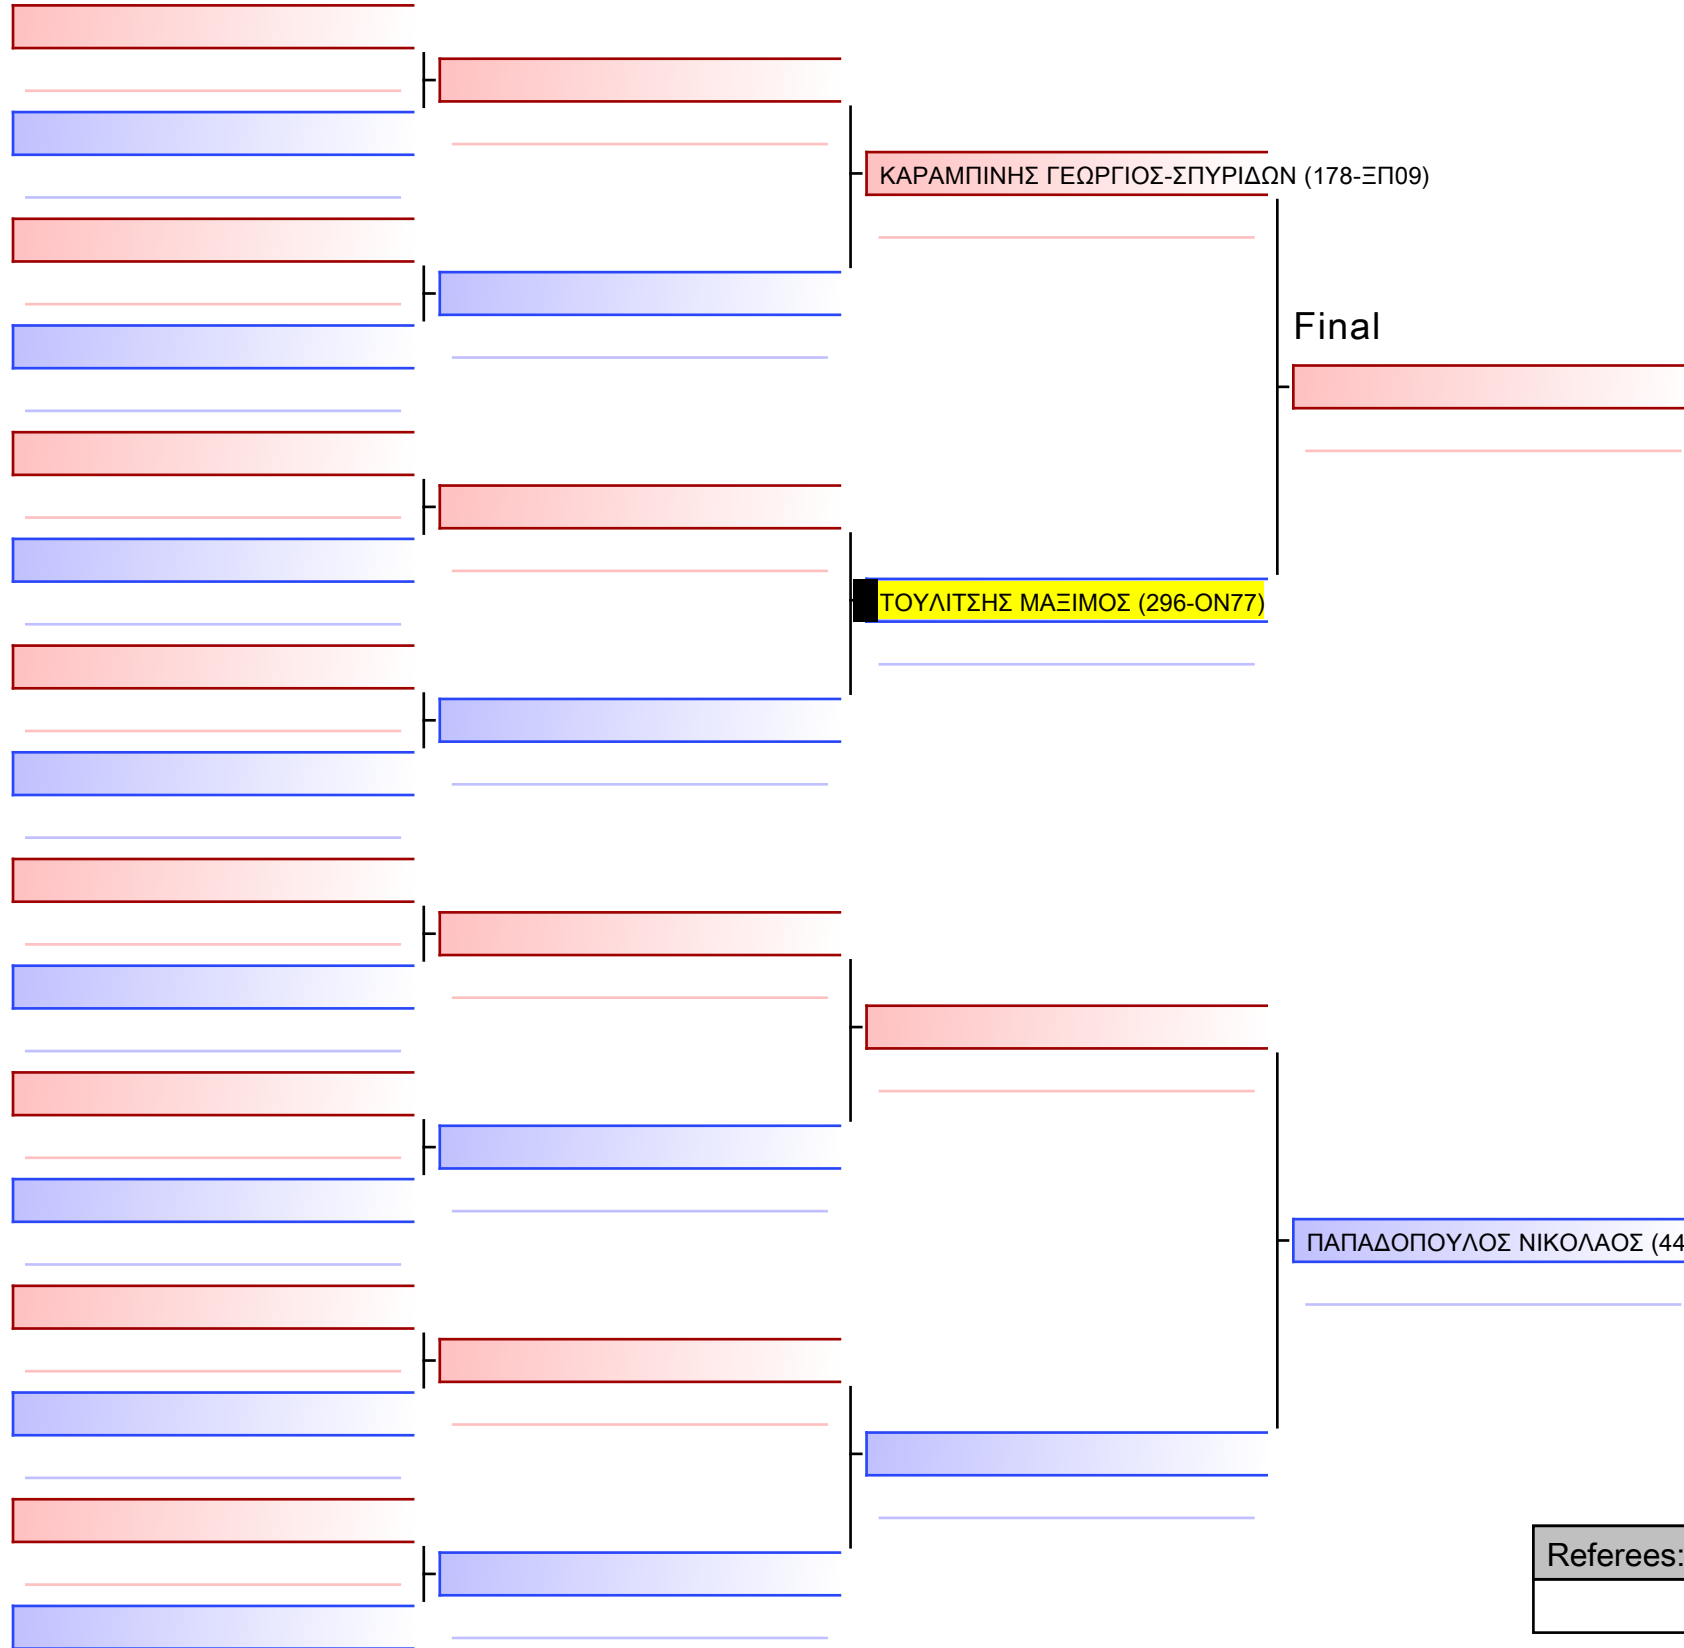 ΚΑΡΑΜΠΙΝΗΣ ΓΕΩΡΓΙΟΣ-ΣΠΥΡΙΔΩΝ (178-ΞΠ09)
Final
ΤΟΥΛΙΤΣΗΣ ΜΑΞΙΜΟΣ (296-ΟΝ77)
ΠΑΠΑΔΟΠΟΥΛΟΣ ΝΙΚΟΛΑΟΣ (44
Referees: